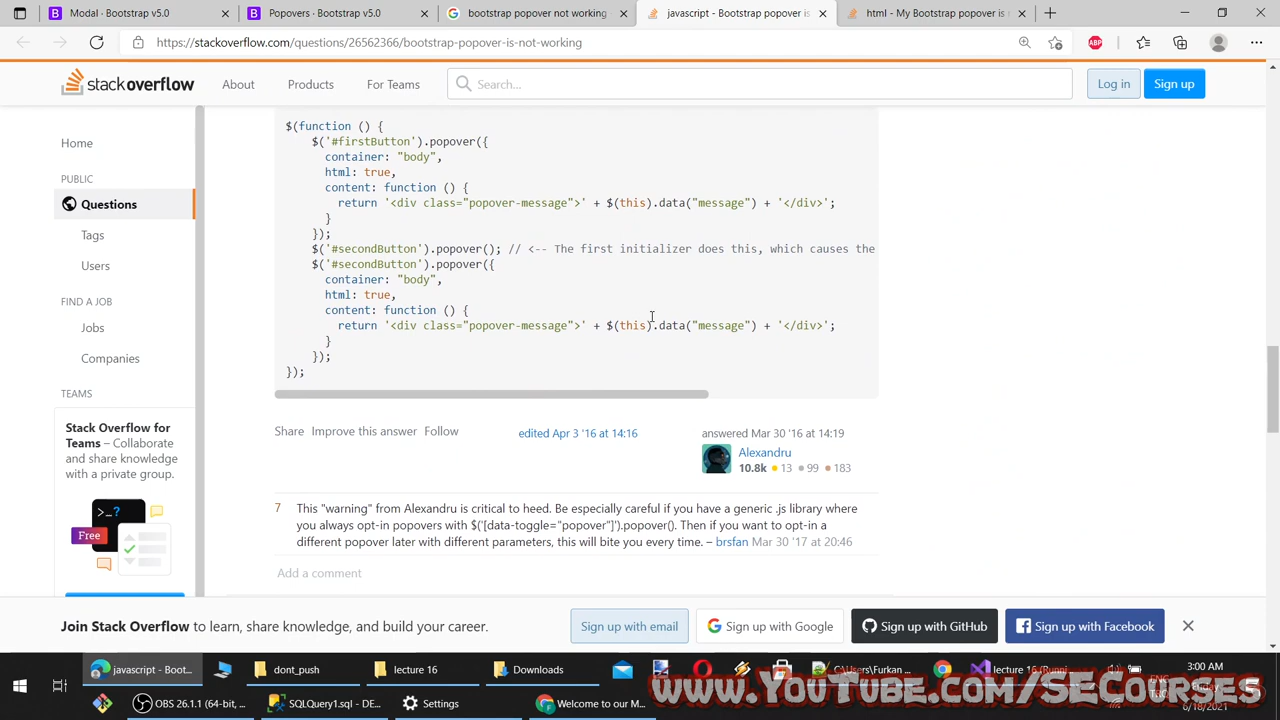 Modal · Bootstrap v5.0
Popovers · Bootstrap v5.0
bootstrap popover not working
javascript - Bootstrap popover is
html - My Bootstrap popover is
https://stackoverflow.com/questions/26562366/bootstrap-popover-is-not-working
ABP
stackoverflow
About
Products
For Teams
Search...
Log in
Sign up
Home
PUBLIC
Questions
Tags
Users
FIND A JOB
Jobs
Companies
TEAMS
Stack Overflow for
Teams – Collaborate
and share knowledge
with a private group.
>_?
Free
$(function () {
$('#firstButton').popover({
container: "body",
html: true,
content: function () {
return '<div class="popover-message">' + $(this).data("message") + '</div>';
}
});
$('#secondButton').popover(); // <-- The first initializer does this, which causes the
$('#secondButton').popover({
container: "body",
html: true,
content: function () {
return '<div class="popover-message">' + $(this).data("message") + '</div>';
}
});
});
Share Improve this answer Follow
edited Apr 3 '16 at 14:16
answered Mar 30 '16 at 14:19
Alexandru
10.8k 13 99 183
7 This "warning" from Alexandru is critical to heed. Be especially careful if you have a generic .js library where
you always opt-in popovers with $('[data-toggle="popover"]').popover(). Then if you want to opt-in a
different popover later with different parameters, this will bite you every time. – brsfan Mar 30 '17 at 20:46
Add a comment
Join Stack Overflow to learn, share knowledge, and build your career.
Sign up with email
Sign up with Google
Sign up with GitHub
Sign up with Facebook
javascript - Boot...
dont_push
lecture 16
Downloads
C:\Users\Furkan ...
lecture 16 (Runni...
ENG
3:00 AM
Friday
6/18/2021
OBS 26.1.1 (64-bit, ...
SQLQuery1.sql - DE...
Settings
Welcome to our M...
www.YouTube.com/SECourses